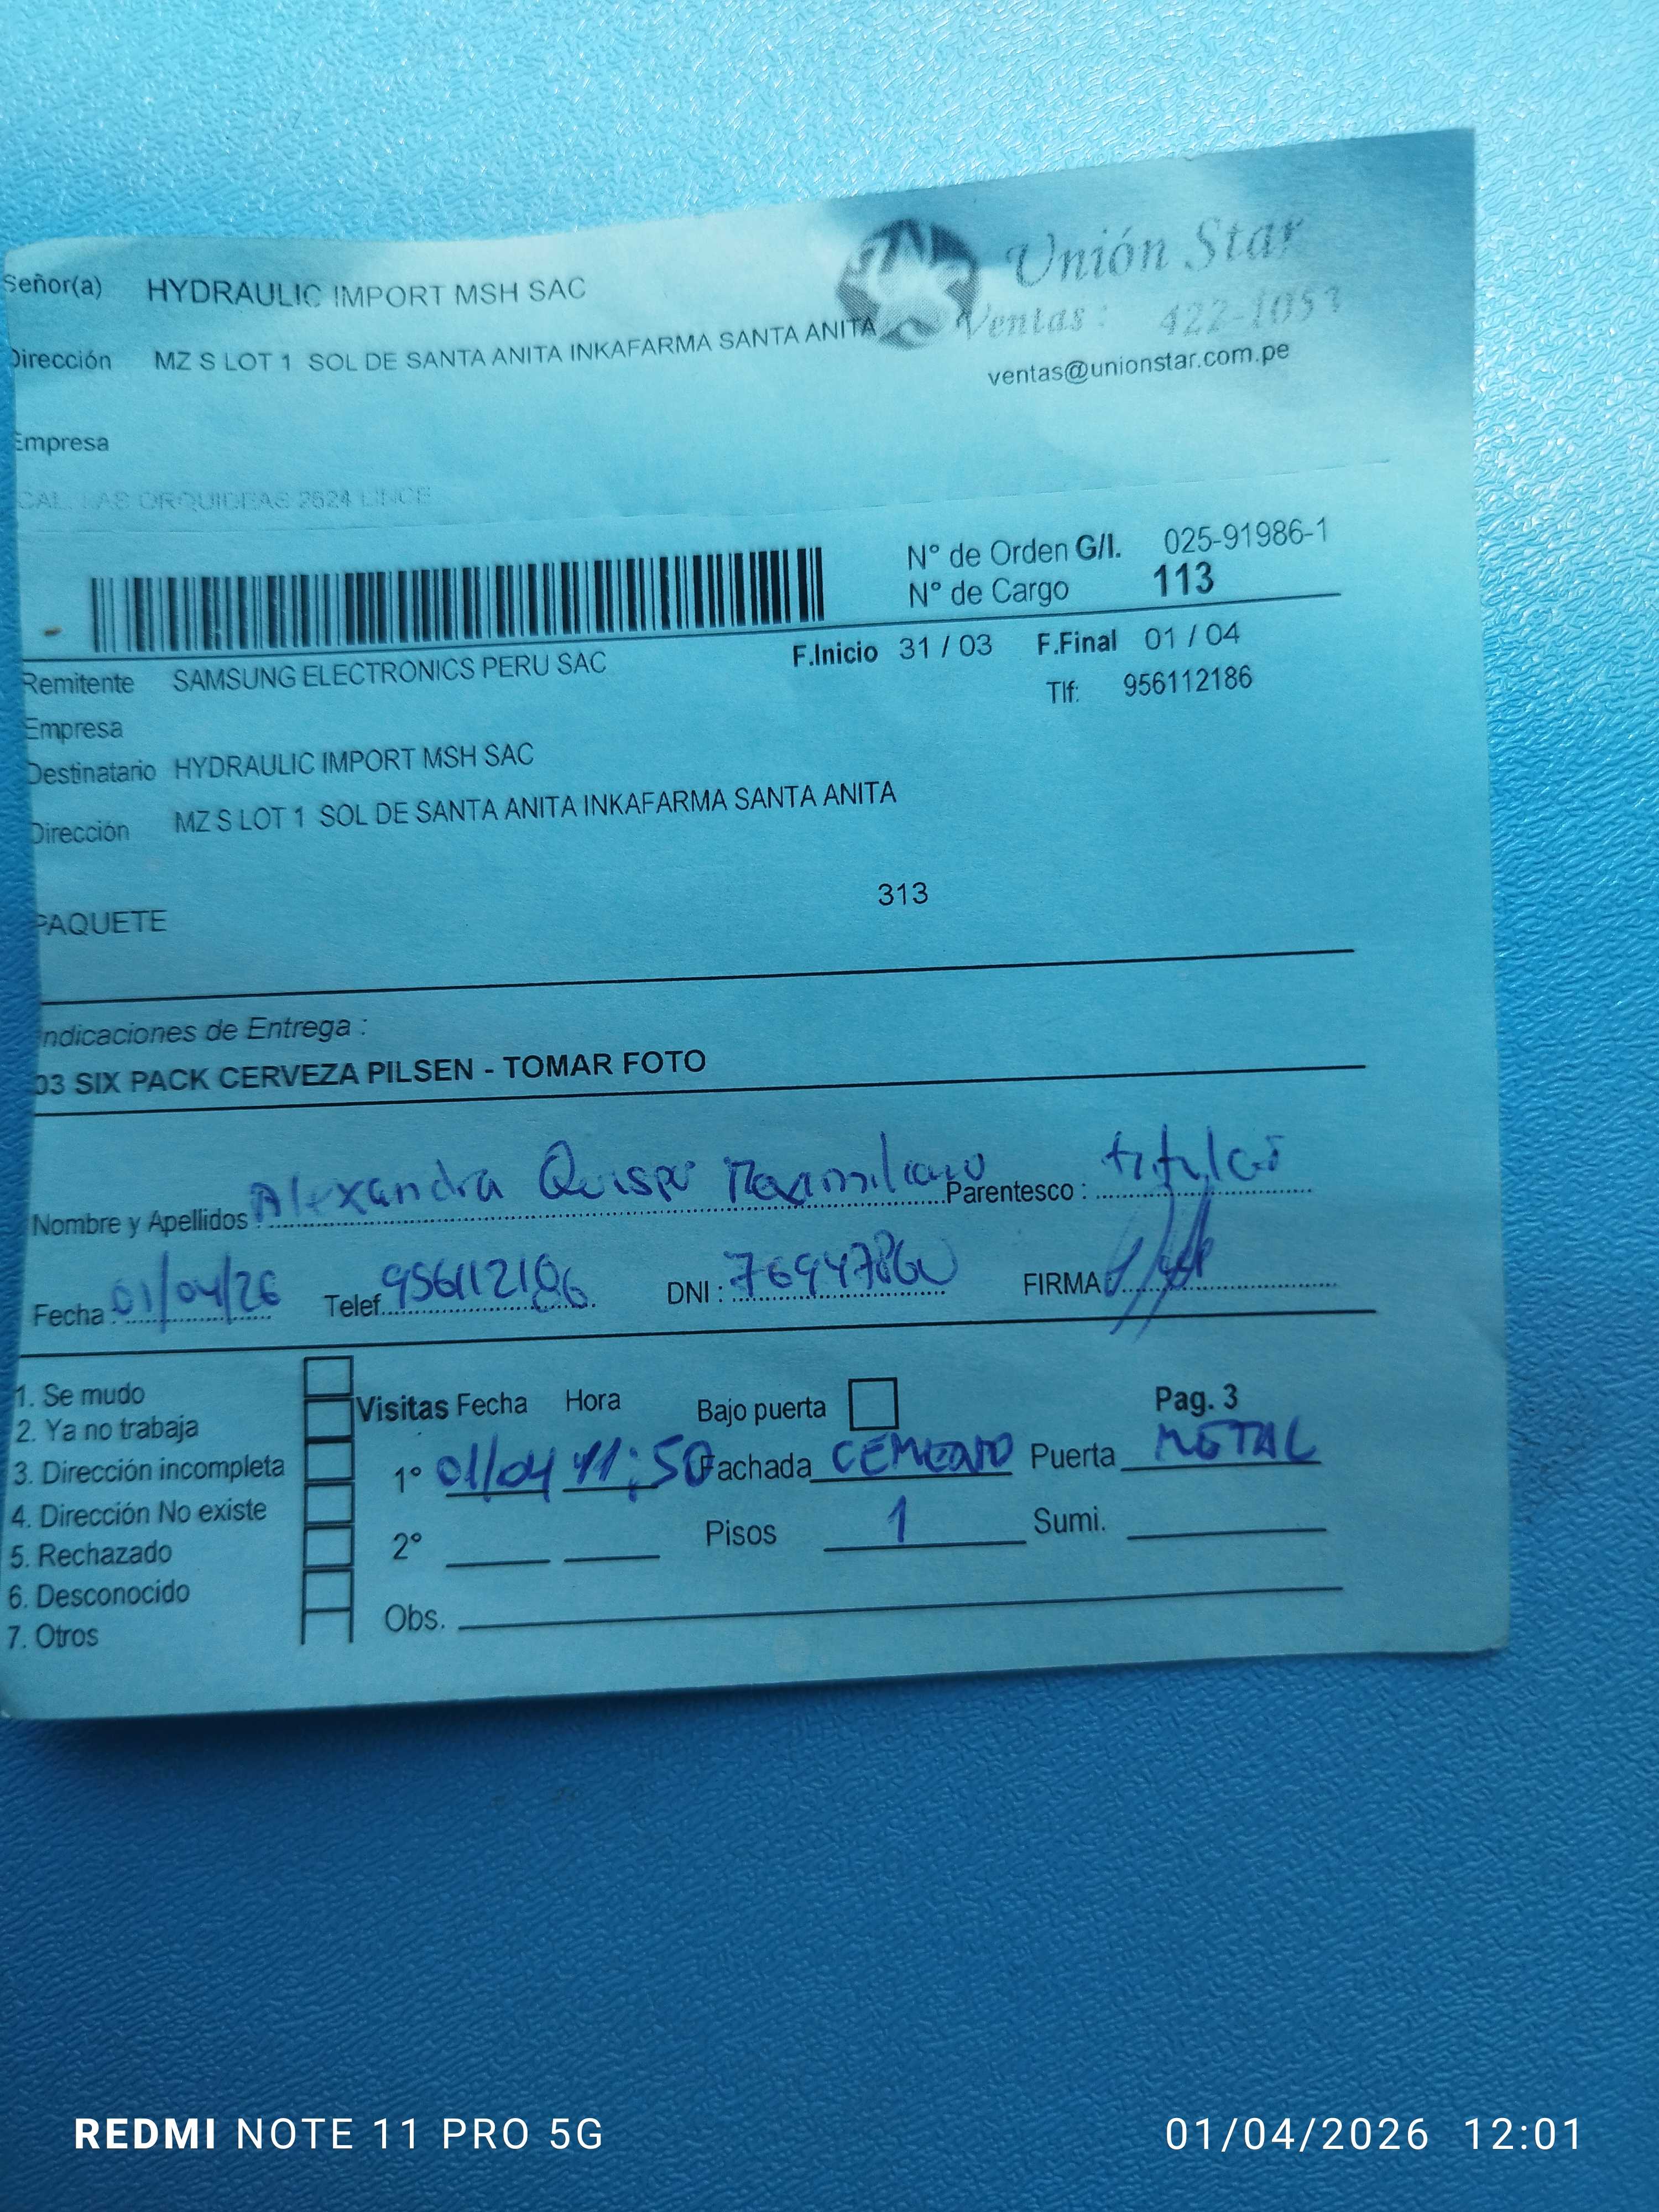 Señor(a) HYDRAULIC IMPORT MSH SAC
Unión Star
Ventas : 422-1053
Dirección MZ S LOT 1 SOL DE SANTA ANITA INKAFARMA SANTA ANITA
ventas@unionstar.com.pe
Empresa
CAL. LAS ORQUIDEAS 2624 LINCE
N° de Orden G/I. 025-91986-1
N° de Cargo 113
F.Inicio 31 / 03 F.Final 01 / 04
Remitente SAMSUNG ELECTRONICS PERU SAC
Tlf: 956112186
Empresa
Destinatario HYDRAULIC IMPORT MSH SAC
Dirección MZ S LOT 1 SOL DE SANTA ANITA INKAFARMA SANTA ANITA
313
PAQUETE
Indicaciones de Entrega :
03 SIX PACK CERVEZA PILSEN - TOMAR FOTO
Nombre y Apellidos : Alexandra Quispe Maximiliano Parentesco : titular
Fecha : 01/04/26 Telef. 956112186 DNI : FIRMA
1. Se mudo
2. Ya no trabaja
3. Dirección incompleta
4. Dirección No existe
5. Rechazado
6. Desconocido
7. Otros
Visitas Fecha Hora Bajo puerta Pag. 3
1° 01/04 11:50 Fachada CEMENTO Puerta METAL
2° Pisos 1 Sumi.
Obs.
REDMI NOTE 11 PRO 5G 01/04/2026 12:01